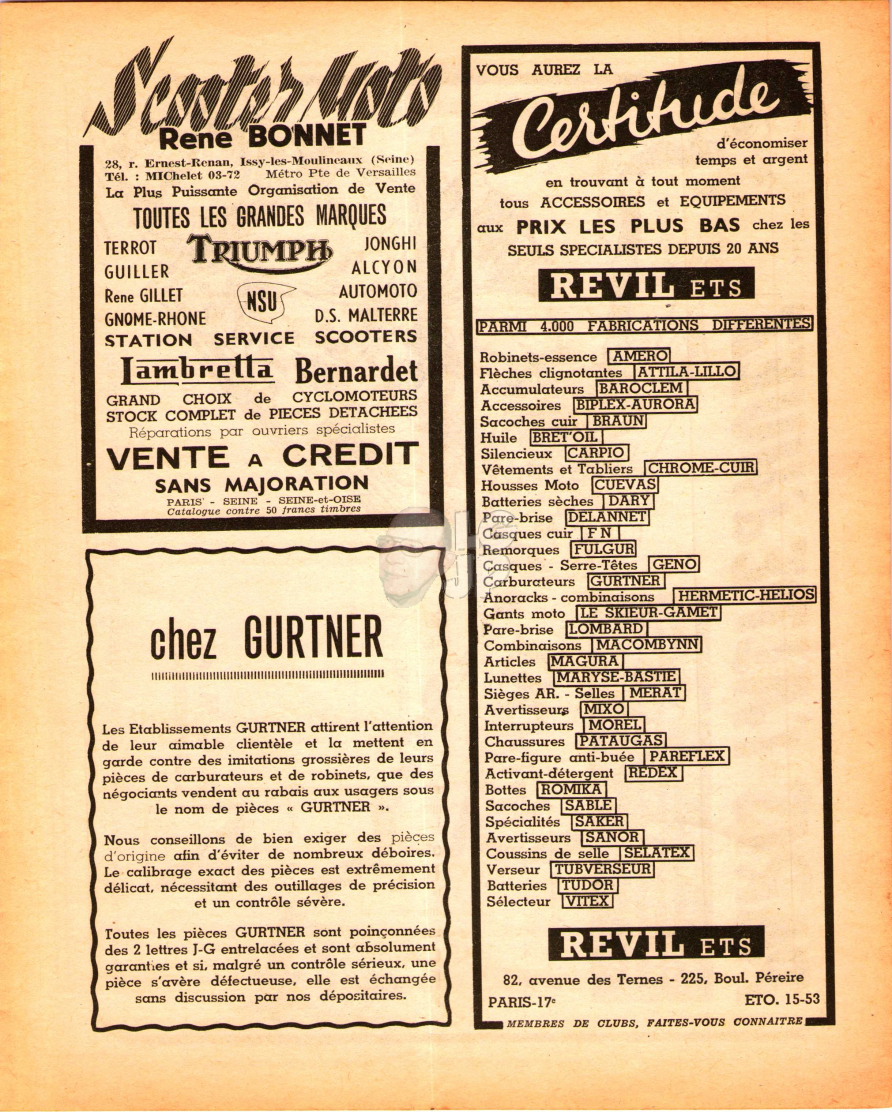 Scooter Moto
Rene BONNET
28, r. Ernest-Renan, Issy-les-Moulineaux (Seine)
Tél. : MIChelet 03-72 Métro Pte de Versailles
La Plus Puissante Organisation de Vente
TOUTES LES GRANDES MARQUES
TERROT TRIUMPH JONGHI
GUILLER ALCYON
Rene GILLET NSU AUTOMOTO
GNOME-RHONE D.S. MALTERRE
STATION SERVICE SCOOTERS
Lambretta Bernardet
GRAND CHOIX de CYCLOMOTEURS
STOCK COMPLET de PIECES DETACHEES
Réparations par ouvriers spécialistes
VENTE A CREDIT
SANS MAJORATION
PARIS - SEINE - SEINE-et-OISE
Catalogue contre 50 francs timbres
chez GURTNER
Les Etablissements GURTNER attirent l'attention
de leur aimable clientèle et la mettent en
garde contre des imitations grossières de leurs
pièces de carburateurs et de robinets, que des
négociants vendent au rabais aux usagers sous
le nom de pièces « GURTNER ».
Nous conseillons de bien exiger des pièces
d'origine afin d'éviter de nombreux déboires.
Le calibrage exact des pièces est extrêmement
délicat, nécessitant des outillages de précision
et un contrôle sévère.
Toutes les pièces GURTNER sont poinçonnées
des 2 lettres J-G entrelacées et sont absolument
garanties et si, malgré un contrôle sérieux, une
pièce s'avère défectueuse, elle est échangée
sans discussion par nos dépositaires.
VOUS AUREZ LA
Certitude
d'économiser
temps et argent
en trouvant à tout moment
tous ACCESSOIRES et EQUIPEMENTS
aux PRIX LES PLUS BAS chez les
SEULS SPECIALISTES DEPUIS 20 ANS
REVIL ETS
PARMI 4.000 FABRICATIONS DIFFERENTES
Robinets-essence AMERO
Flèches clignotantes ATTILA-LILLO
Accumulateurs BAROCLEM
Accessoires BIPLEX-AURORA
Sacoches cuir BRAUN
Huile BRET'OIL
Silencieux CARPIO
Vêtements et Tabliers CHROME-CUIR
Housses Moto CUEVAS
Batteries sèches DARY
Pare-brise DELANNET
Casques cuir F N
Remorques FULGUR
Casques - Serre-Têtes GENO
Carburateurs GURTNER
Anoracks - combinaisons HERMETIC-HELIOS
Gants moto LE SKIEUR-GAMET
Pare-brise LOMBARD
Combinaisons MACOMBYNN
Articles MAGURA
Lunettes MARYSE-BASTIE
Sièges AR. - Selles MERAT
Avertisseurs MIXO
Interrupteurs MOREL
Chaussures PATAUGAS
Pare-figure anti-buée PAREFLEX
Activant-détergent REDEX
Bottes ROMIKA
Sacoches SABLE
Spécialités SAKER
Avertisseurs SANOR
Coussins de selle SELATEX
Verseur TUBVERSEUR
Batteries TUDOR
Sélecteur VITEX
REVIL ETS
82, avenue des Ternes - 225, Boul. Péreire
PARIS-17e ETO. 15-53
MEMBRES DE CLUBS, FAITES-VOUS CONNAITRE